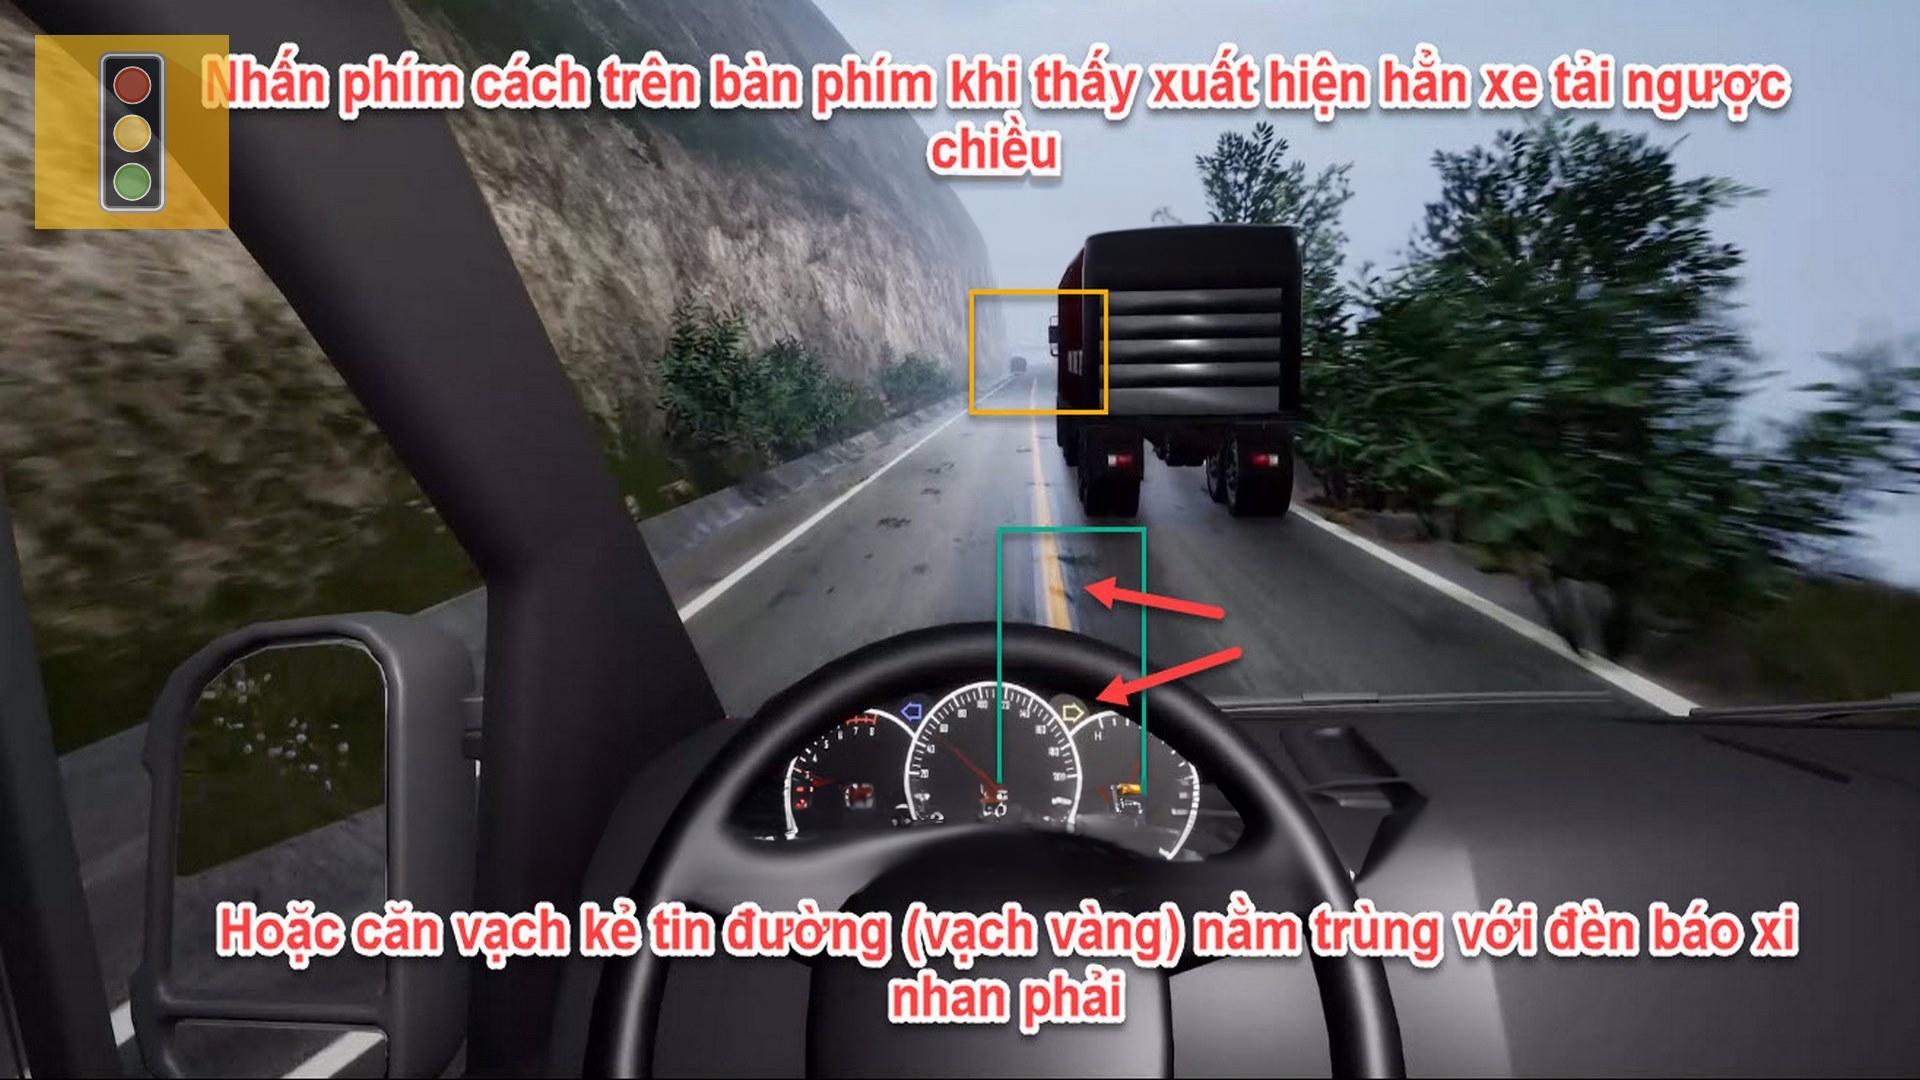 Nhấn phím cách trên bàn phím khi thấy xuất hiện hẳn xe tải ngược
chiều
Hoặc căn vạch kẻ tin đường (vạch vàng) nằm trùng với đèn báo xi
nhan phải